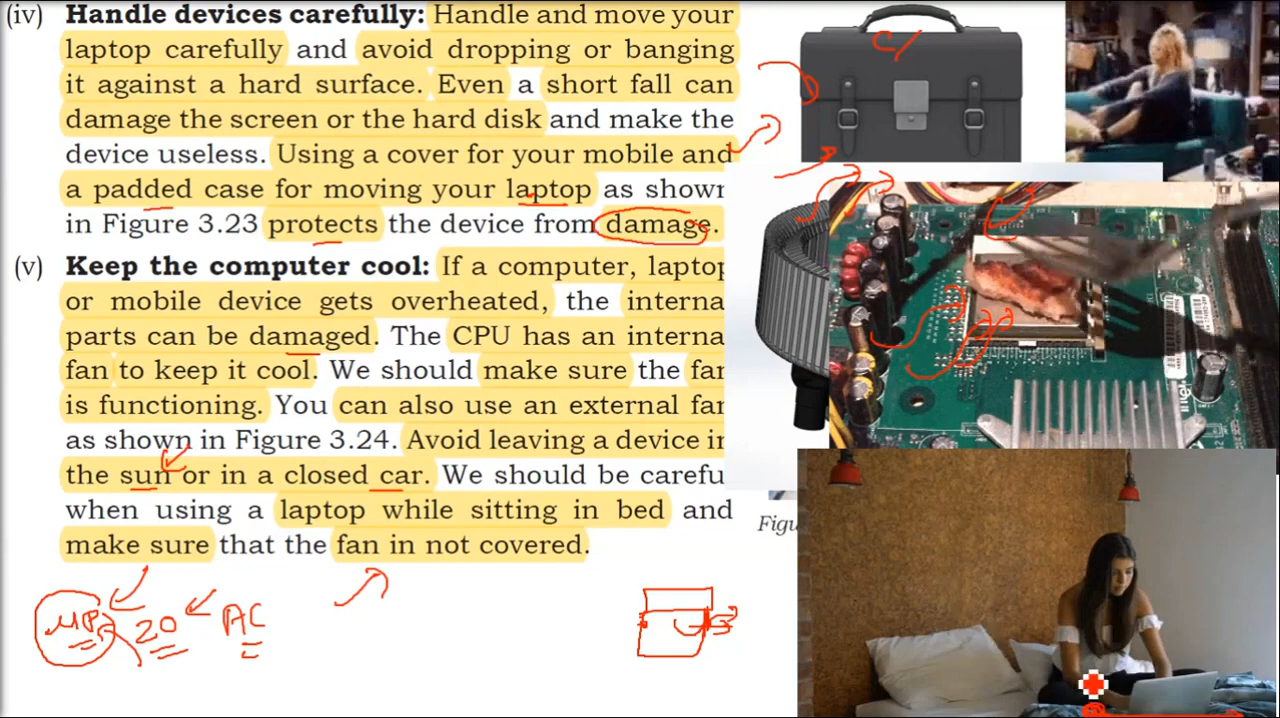 (iv) Handle devices carefully: Handle and move your
laptop carefully and avoid dropping or banging
it against a hard surface. Even a short fall can
damage the screen or the hard disk and make the
device useless. Using a cover for your mobile and
a padded case for moving your laptop as shown
in Figure 3.23 protects the device from damage.
(v) Keep the computer cool: If a computer, laptop
or mobile device gets overheated, the interna
parts can be damaged. The CPU has an interna
fan to keep it cool. We should make sure the fan
is functioning. You can also use an external fan
as shown in Figure 3.24. Avoid leaving a device in
the sun or in a closed car. We should be carefu
when using a laptop while sitting in bed and
make sure that the fan in not covered.
Figu
20 AC